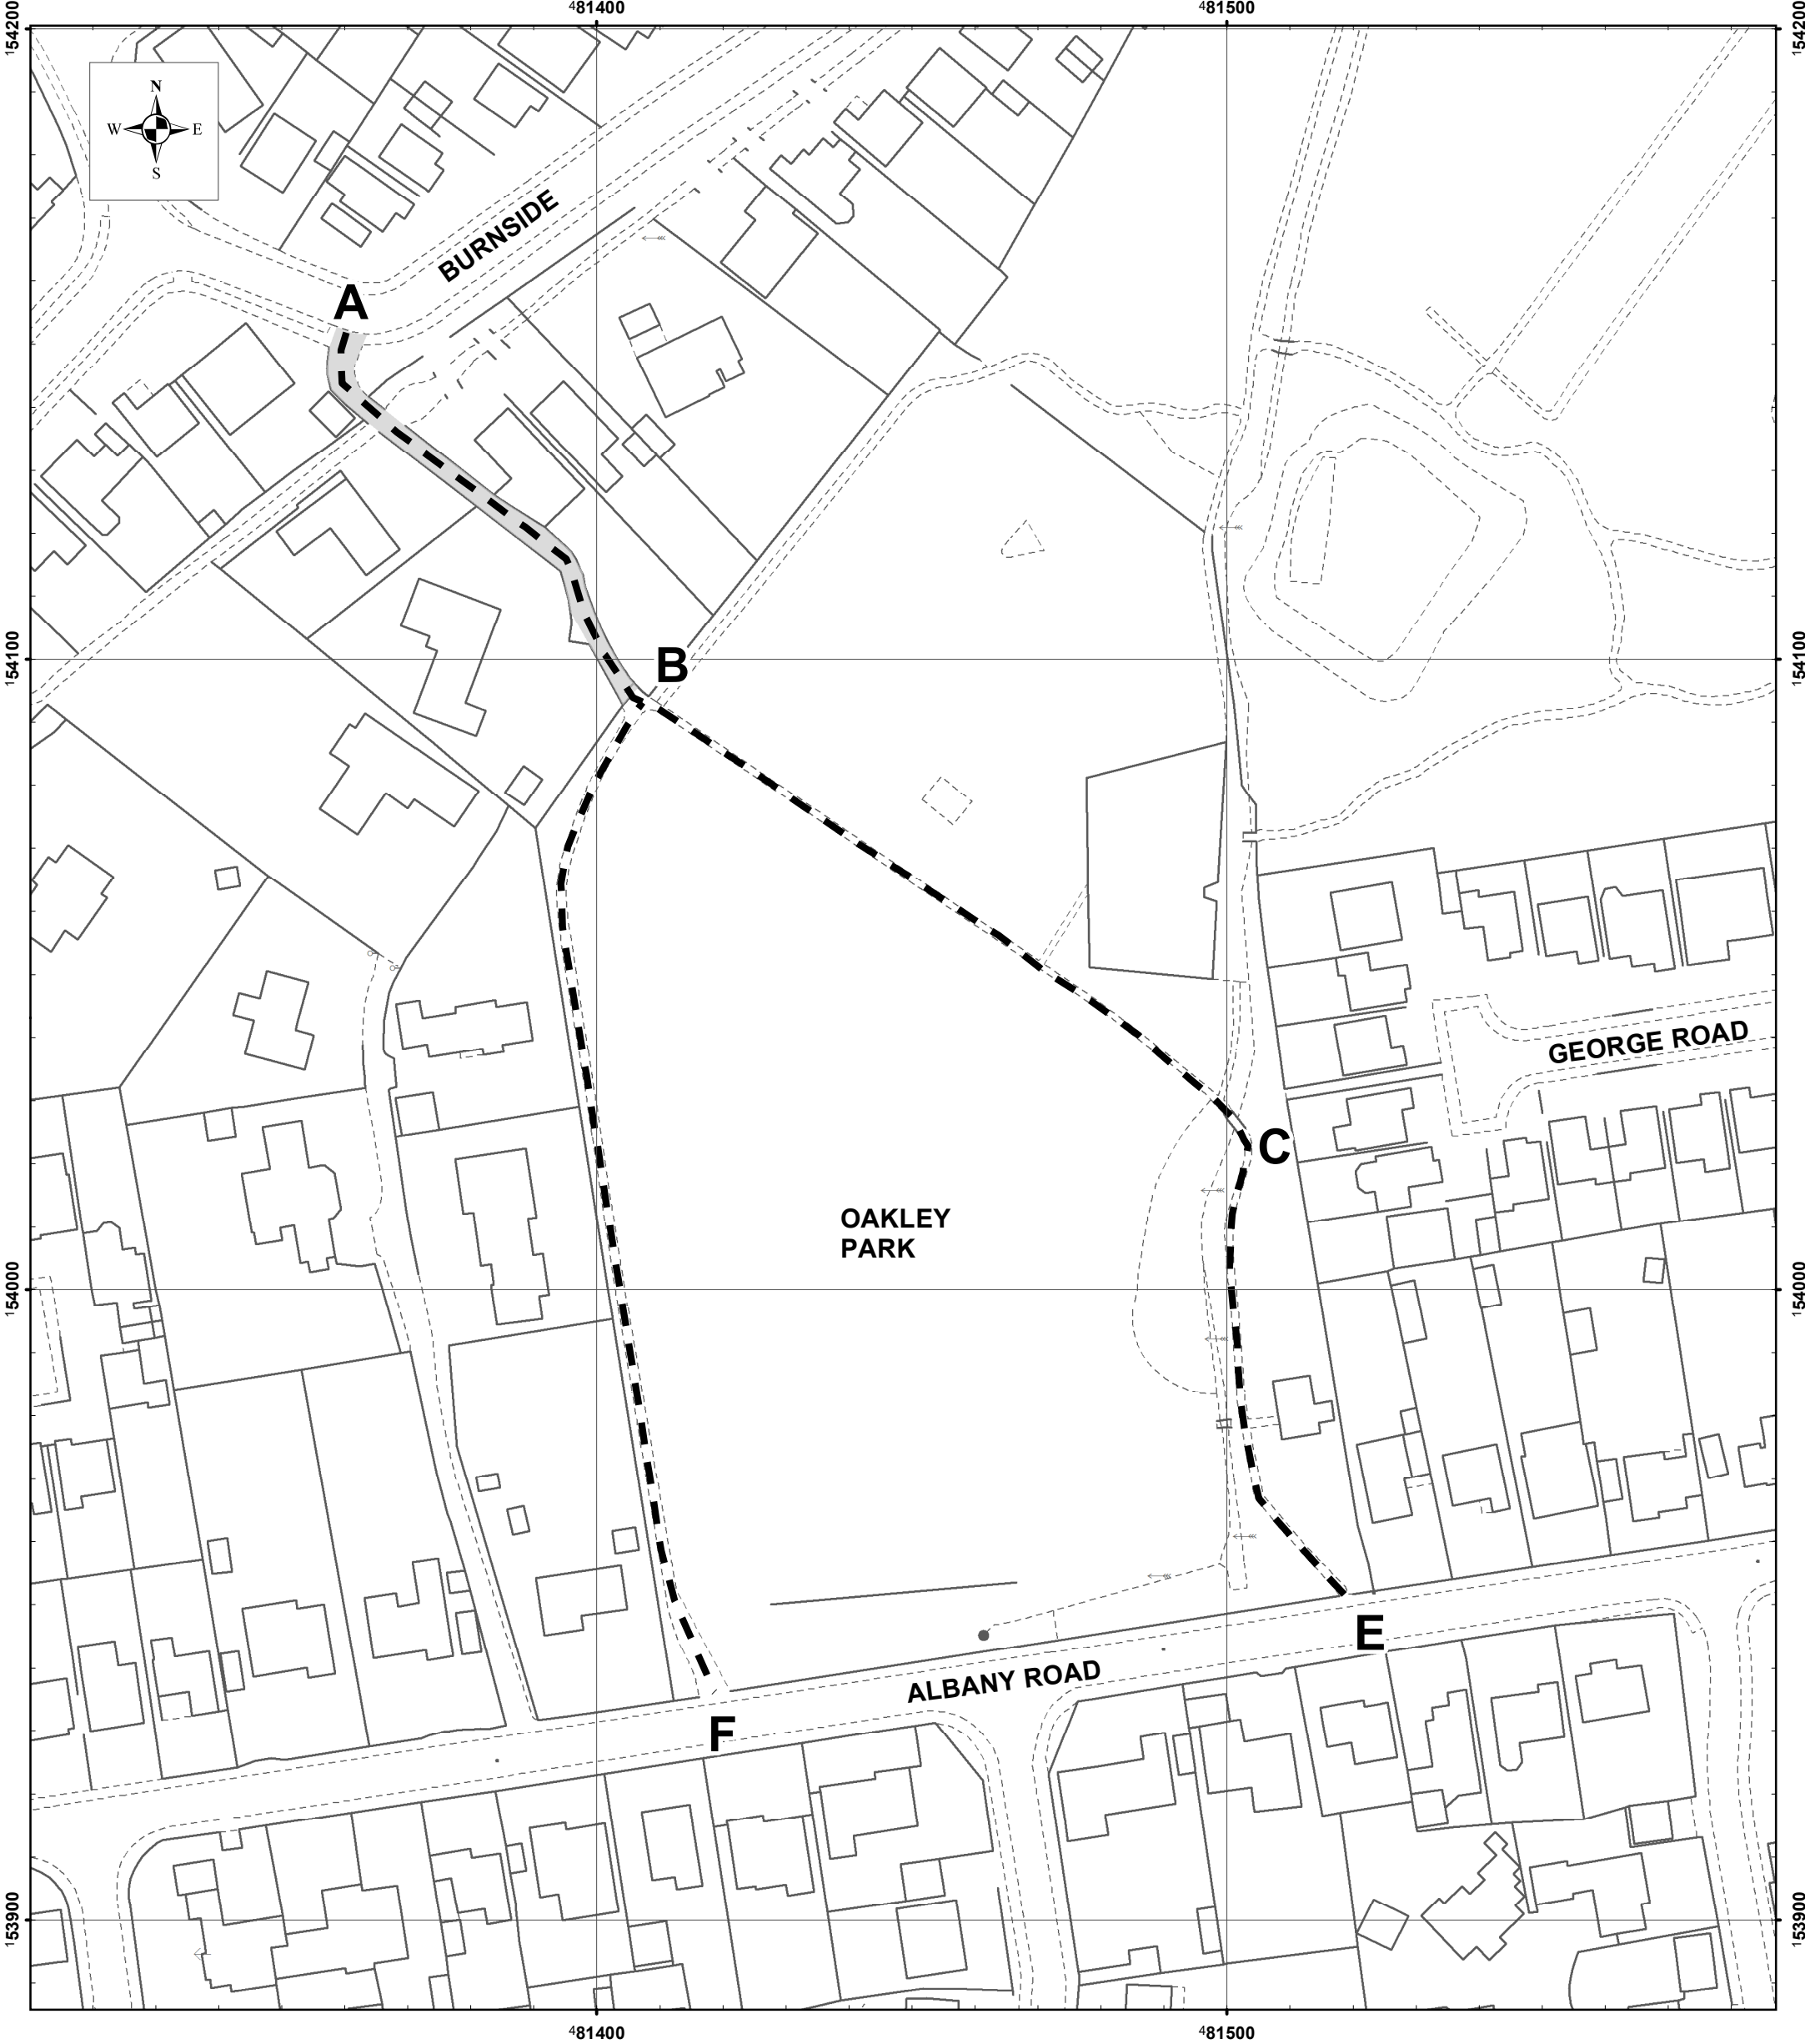 ⁴81400
⁴81500
¹54200
¹54200
N
W E
S
BURNSIDE
A
B
¹54100
¹54100
GEORGE ROAD
C
OAKLEY
PARK
¹54000
¹54000
E
ALBANY ROAD
F
¹53900
¹53900
⁴81400
⁴81500